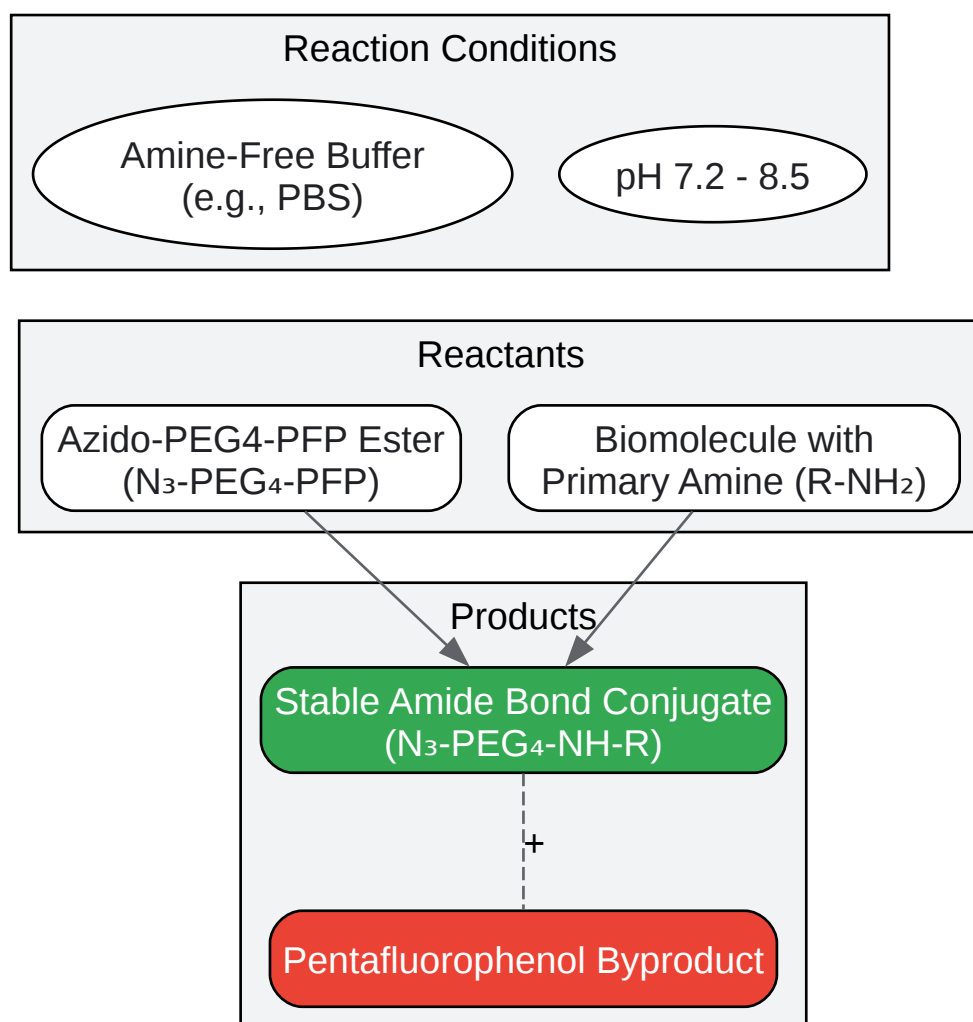 Reaction Conditions
Amine-Free Buffer
(e.g., PBS)
pH 7.2 - 8.5
Reactants
Azido-PEG4-PFP Ester
(N₃-PEG₄-PFP)
Biomolecule with
Primary Amine (R-NH₂)
Products
Stable Amide Bond Conjugate
(N₃-PEG₄-NH-R)
+
Pentafluorophenol Byproduct